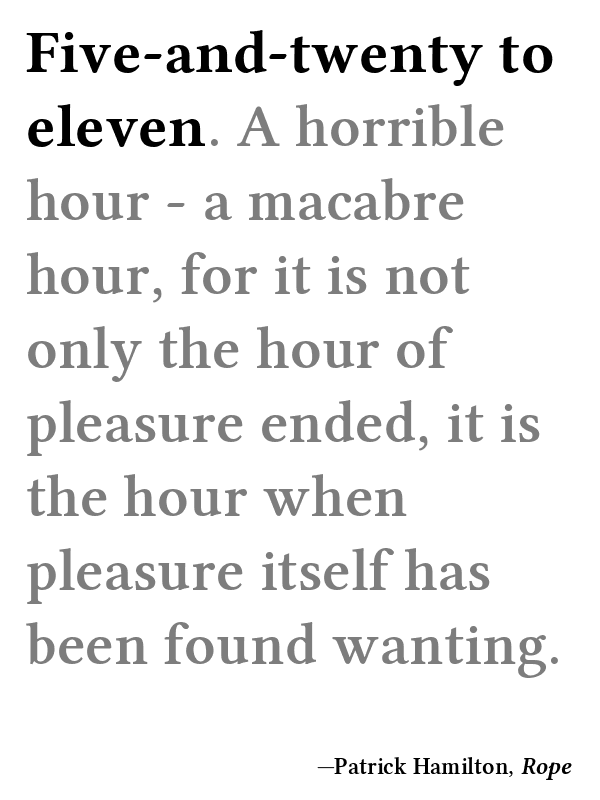 Five-and-twenty to
eleven. A horrible
hour - a macabre
hour, for it is not
only the hour of
pleasure ended, it is
the hour when
pleasure itself has
been found wanting.
—Patrick Hamilton, Rope